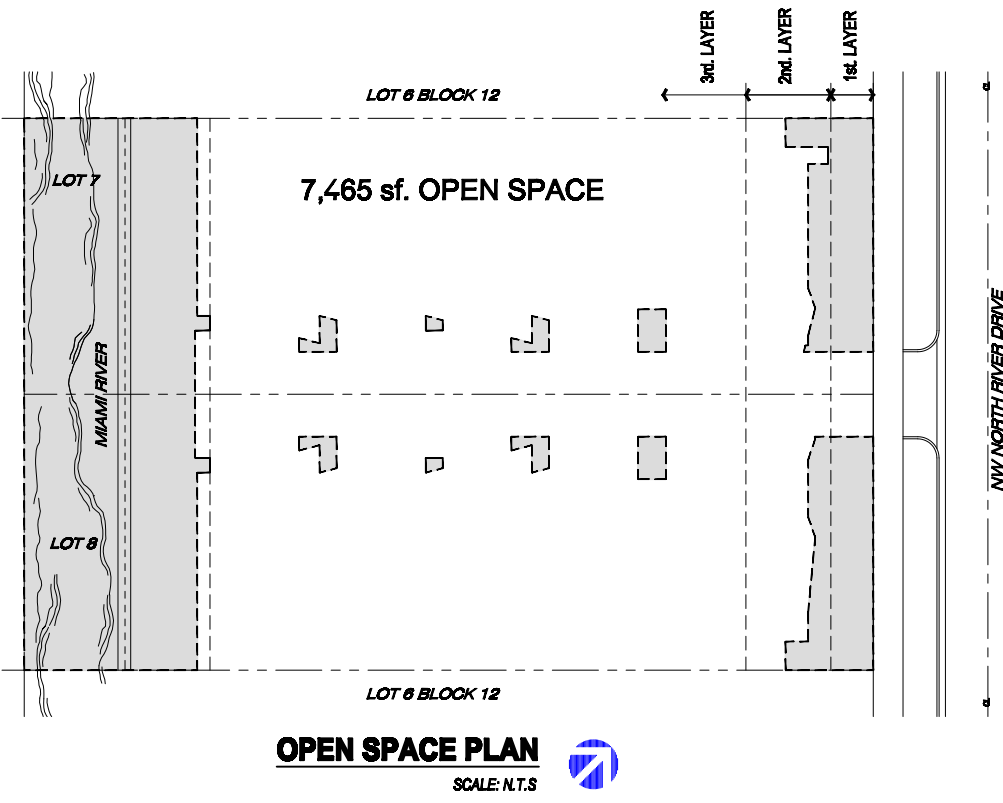 3rd. LAYER
2nd. LAYER
1st. LAYER
LOT 6 BLOCK 12
LOT 7
7,465 sf. OPEN SPACE
MIAMI RIVER
NW NORTH RIVER DRIVE
LOT 8
LOT 6 BLOCK 12
OPEN SPACE PLAN
SCALE: N.T.S